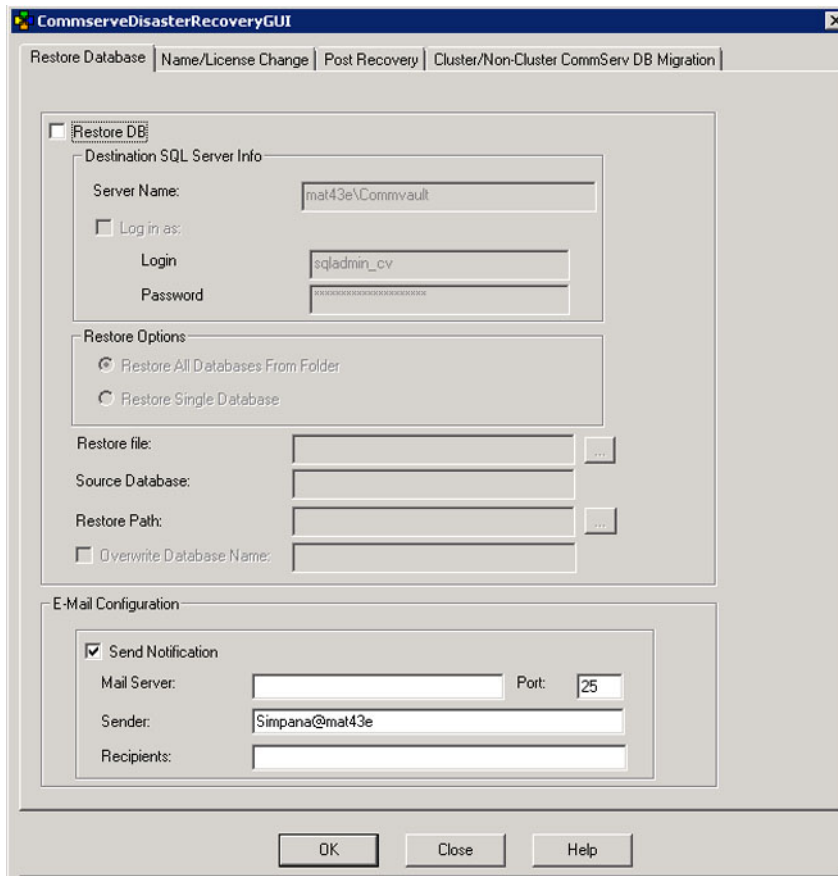 CommserveDisasterRecoveryGUI
Restore Database Name/License Change Post Recovery Cluster/Non-Cluster CommServ DB Migration
Restore DB
Destination SQL Server Info
Server Name: mat43e\Commvault
Log in as:
Login sqladmin_cv
Password ********************
Restore Options
Restore All Databases From Folder
Restore Single Database
Restore file: ...
Source Database:
Restore Path: ...
Overwrite Database Name:
E-Mail Configuration
Send Notification
Mail Server: Port: 25
Sender: Simpana@mat43e
Recipients:
OK Close Help